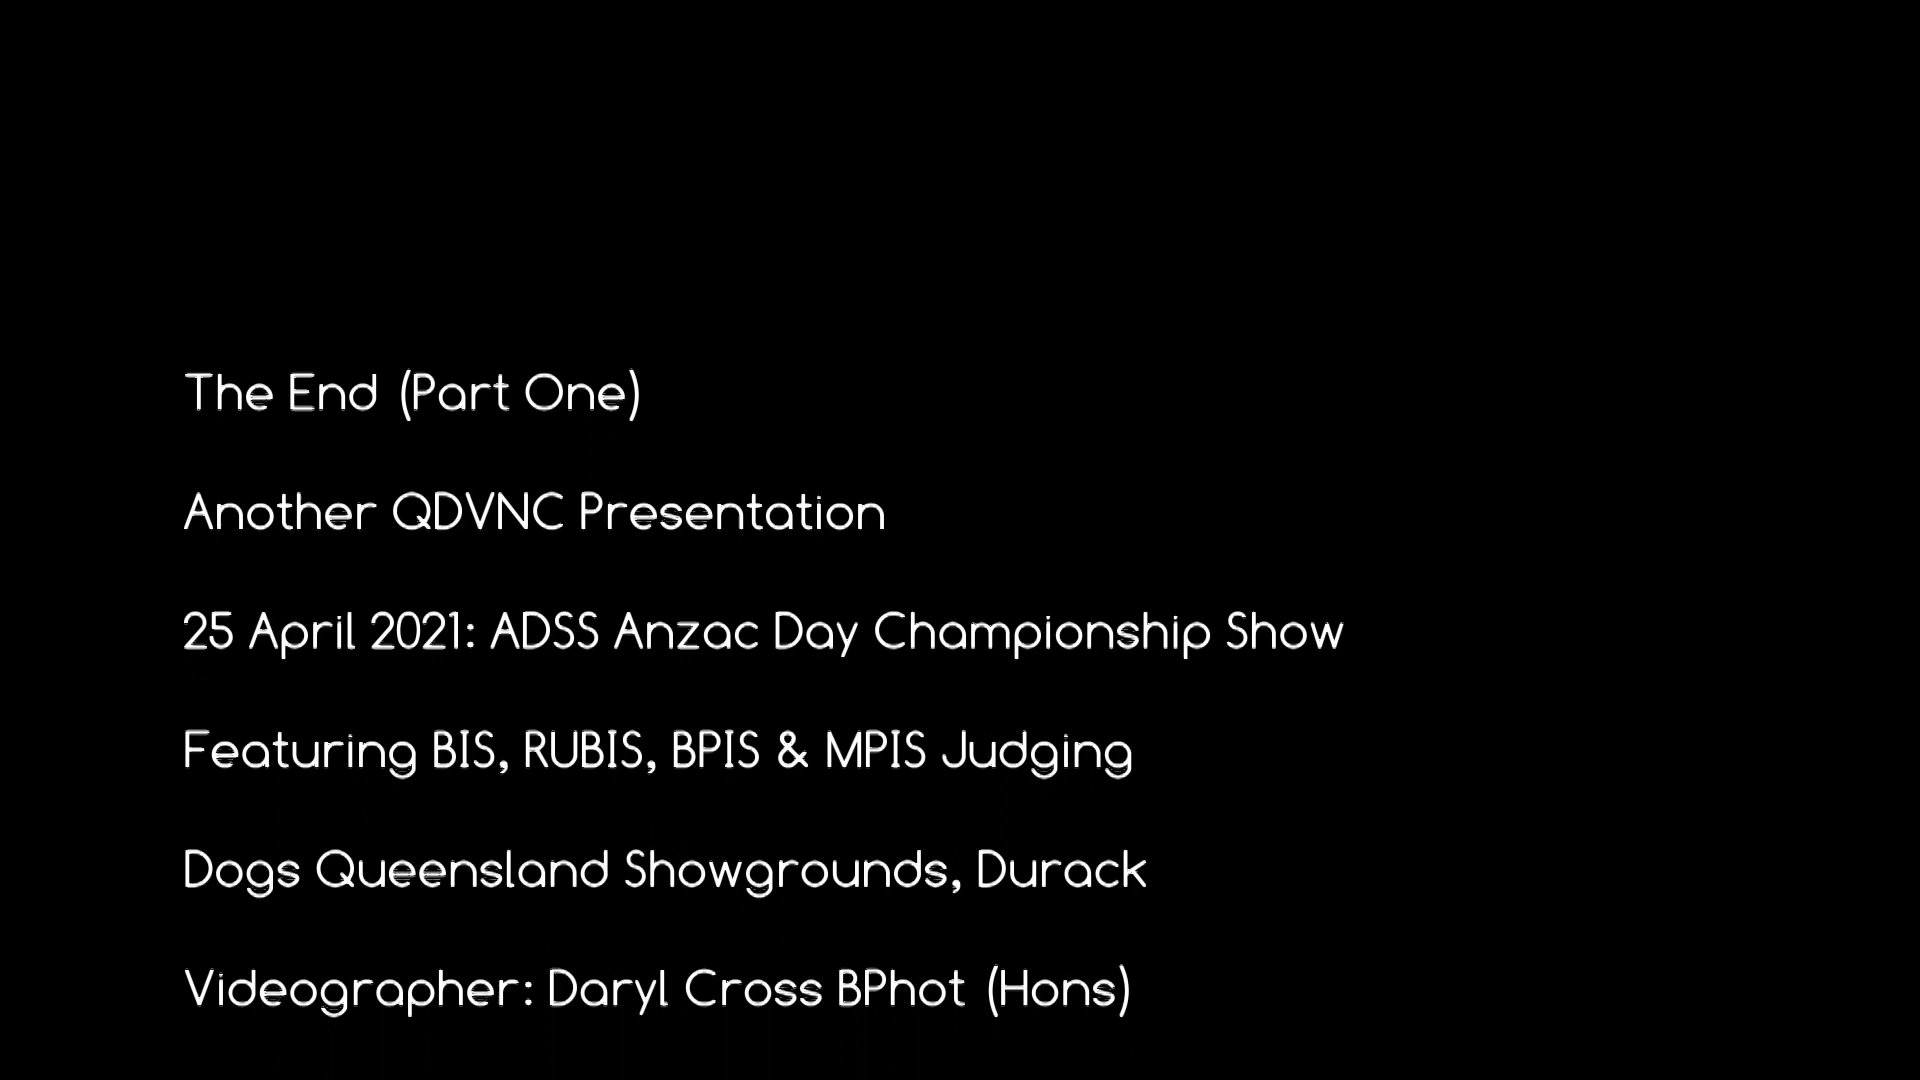 The End (Part One)
Another QDVNC Presentation
25 April 2021: ADSS Anzac Day Championship Show
Featuring BIS, RUBIS, BPIS & MPIS Judging
Dogs Queensland Showgrounds, Durack
Videographer: Daryl Cross BPhot (Hons)